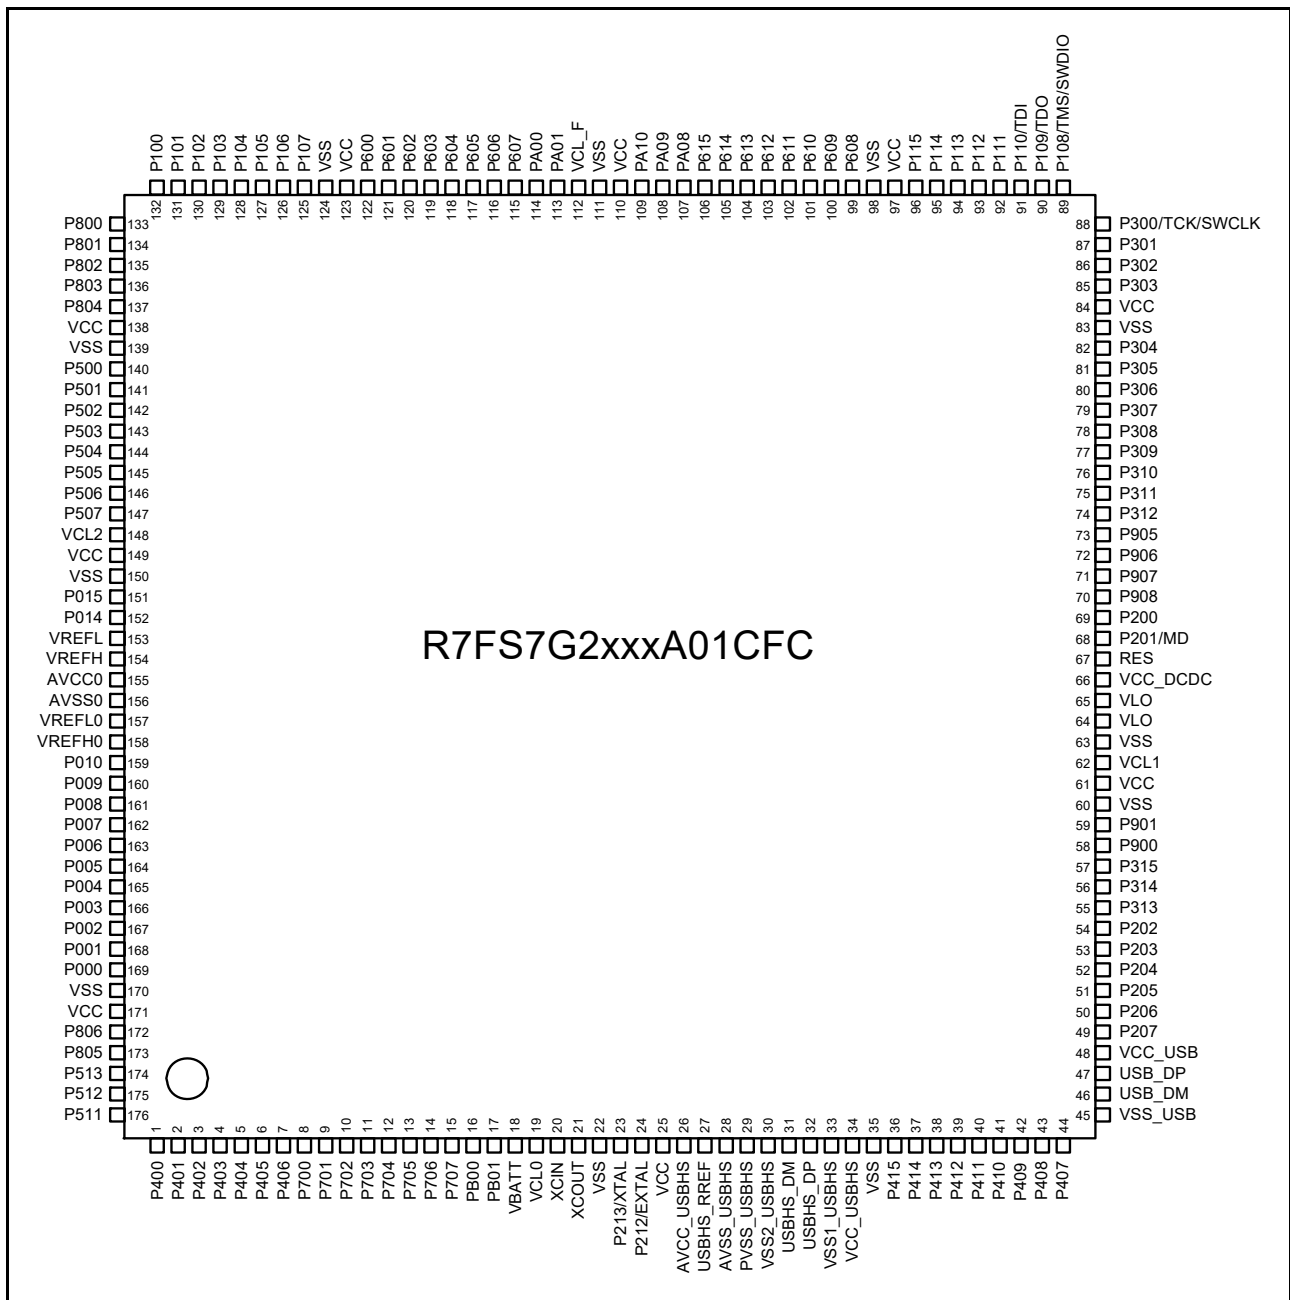 P100 P101 P102 P103 P104 P105 P106 P107 VSS VCC P600 P601 P602 P603 P604 P605 P606 P607 PA00 PA01 VCL_F VSS VCC PA10 PA09 PA08 P615 P614 P613 P612 P611 P610 P609 P608 VSS VCC P115 P114 P113 P112 P111 P110/TDI P109/TDO P108/TMS/SWDIO
132 131 130 129 128 127 126 125 124 123 122 121 120 119 118 117 116 115 114 113 112 111 110 109 108 107 106 105 104 103 102 101 100 99 98 97 96 95 94 93 92 91 90 89
P800 133 88 P300/TCK/SWCLK
P801 134 87 P301
P802 135 86 P302
P803 136 85 P303
P804 137 84 VCC
VCC 138 83 VSS
VSS 139 82 P304
P500 140 81 P305
P501 141 80 P306
P502 142 79 P307
P503 143 78 P308
P504 144 77 P309
P505 145 76 P310
P506 146 75 P311
P507 147 74 P312
VCL2 148 73 P905
VCC 149 72 P906
VSS 150 71 P907
P015 151 70 P908
P014 152 69 P200
VREFL 153 R7FS7G2xxxA01CFC 68 P201/MD
VREFH 154 67 RES
AVCC0 155 66 VCC_DCDC
AVSS0 156 65 VLO
VREFL0 157 64 VLO
VREFH0 158 63 VSS
P010 159 62 VCL1
P009 160 61 VCC
P008 161 60 VSS
P007 162 59 P901
P006 163 58 P900
P005 164 57 P315
P004 165 56 P314
P003 166 55 P313
P002 167 54 P202
P001 168 53 P203
P000 169 52 P204
VSS 170 51 P205
VCC 171 50 P206
P806 172 49 P207
P805 173 48 VCC_USB
P513 174 47 USB_DP
P512 175 46 USB_DM
P511 176 45 VSS_USB
1 2 3 4 5 6 7 8 9 10 11 12 13 14 15 16 17 18 19 20 21 22 23 24 25 26 27 28 29 30 31 32 33 34 35 36 37 38 39 40 41 42 43 44
P400 P401 P402 P403 P404 P405 P406 P700 P701 P702 P703 P704 P705 P706 P707 PB00 PB01 VBATT VCL0 XCIN XCOUT VSS P213/XTAL P212/EXTAL VCC AVCC_USBHS USBHS_RREF AVSS_USBHS PVSS_USBHS VSS2_USBHS USBHS_DM USBHS_DP VSS1_USBHS VCC_USBHS VSS P415 P414 P413 P412 P411 P410 P409 P408 P407